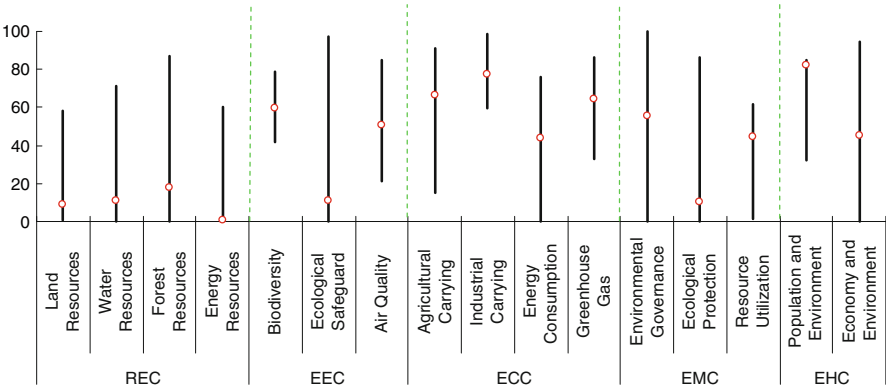 100
80
60
40
20
0
Land
Resources
Water
Resources
Forest
Resources
Energy
Resources
Biodiversity
Ecological
Safeguard
Air Quality
Agricultural
Carrying
Industrial
Carrying
Energy
Consumption
Greenhouse
Gas
Environmental
Governance
Ecological
Protection
Resource
Utilization
Population and
Environment
Economy and
Environment
REC
EEC
ECC
EMC
EHC